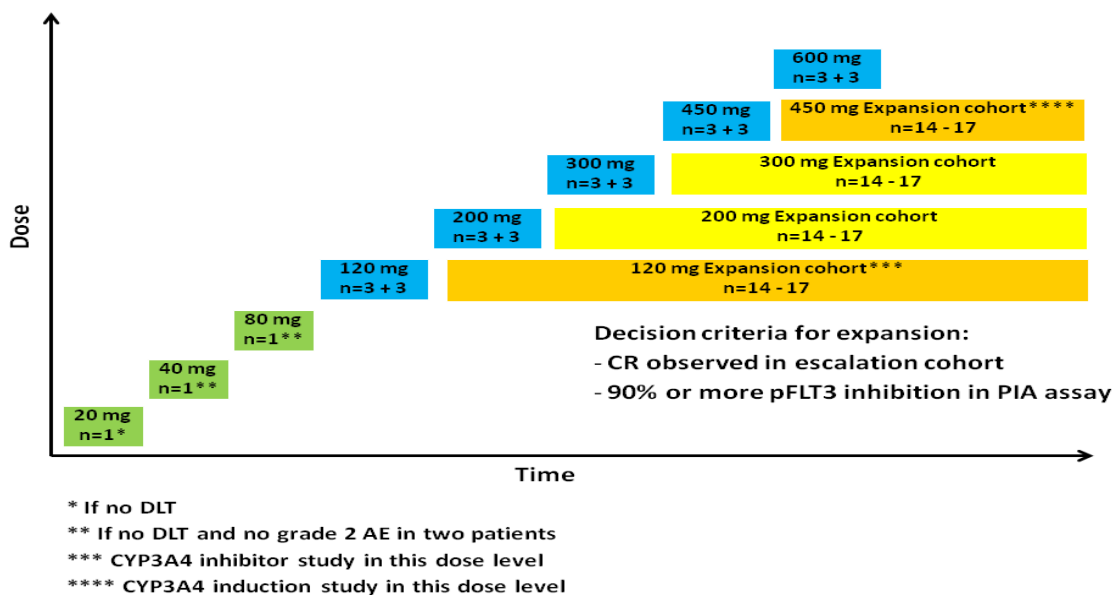 Dose
600 mg
n=3 + 3
450 mg
n=3 + 3
450 mg Expansion cohort****
n=14 - 17
300 mg
n=3 + 3
300 mg Expansion cohort
n=14 - 17
200 mg
n=3 + 3
200 mg Expansion cohort
n=14 - 17
120 mg
n=3 + 3
120 mg Expansion cohort***
n=14 - 17
80 mg
n=1**
40 mg
n=1**
20 mg
n=1*
Decision criteria for expansion:
- CR observed in escalation cohort
- 90% or more pFLT3 inhibition in PIA assay
Time
* If no DLT
** If no DLT and no grade 2 AE in two patients
*** CYP3A4 inhibitor study in this dose level
**** CYP3A4 induction study in this dose level